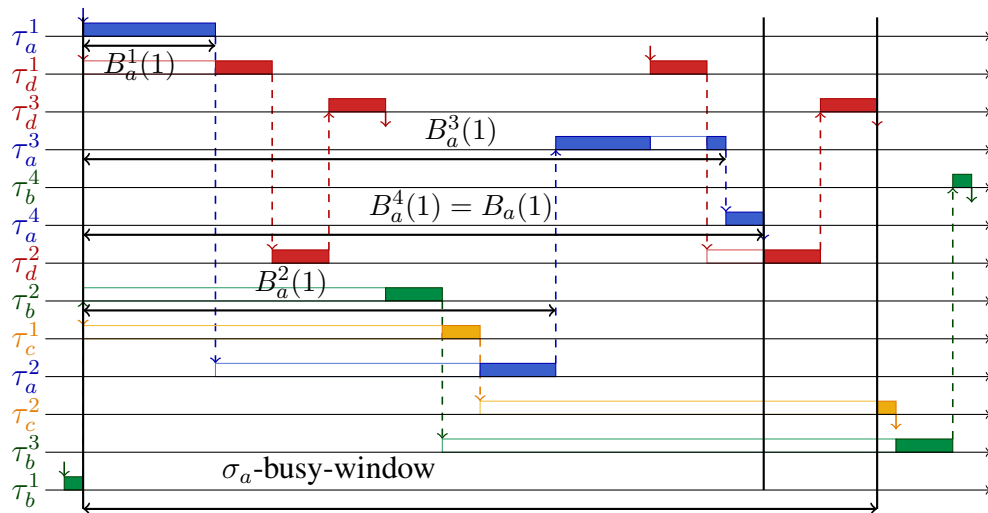 τ_a^1
B_a^1(1)
τ_d^1
τ_d^3
B_a^3(1)
τ_a^3
τ_b^4
B_a^4(1) = B_a(1)
τ_a^4
τ_d^2
B_a^2(1)
τ_b^2
τ_c^1
τ_a^2
τ_c^2
τ_b^3
σ_a-busy-window
τ_b^1